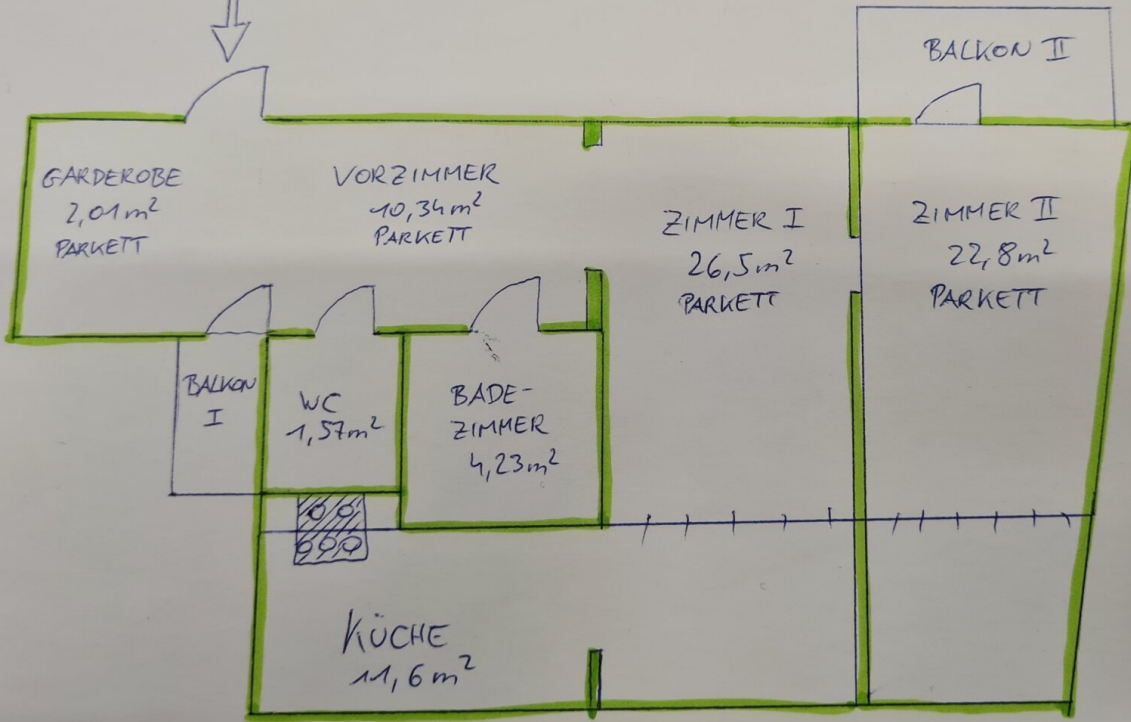 BALKON II
GARDEROBE
2,01m²
PARKETT
VORZIMMER
10,34m²
PARKETT
ZIMMER I
26,5m²
PARKETT
ZIMMER II
22,8m²
PARKETT
BALKON
I
WC
1,57m²
BADE-
ZIMMER
4,23m²
KÜCHE
11,6m²